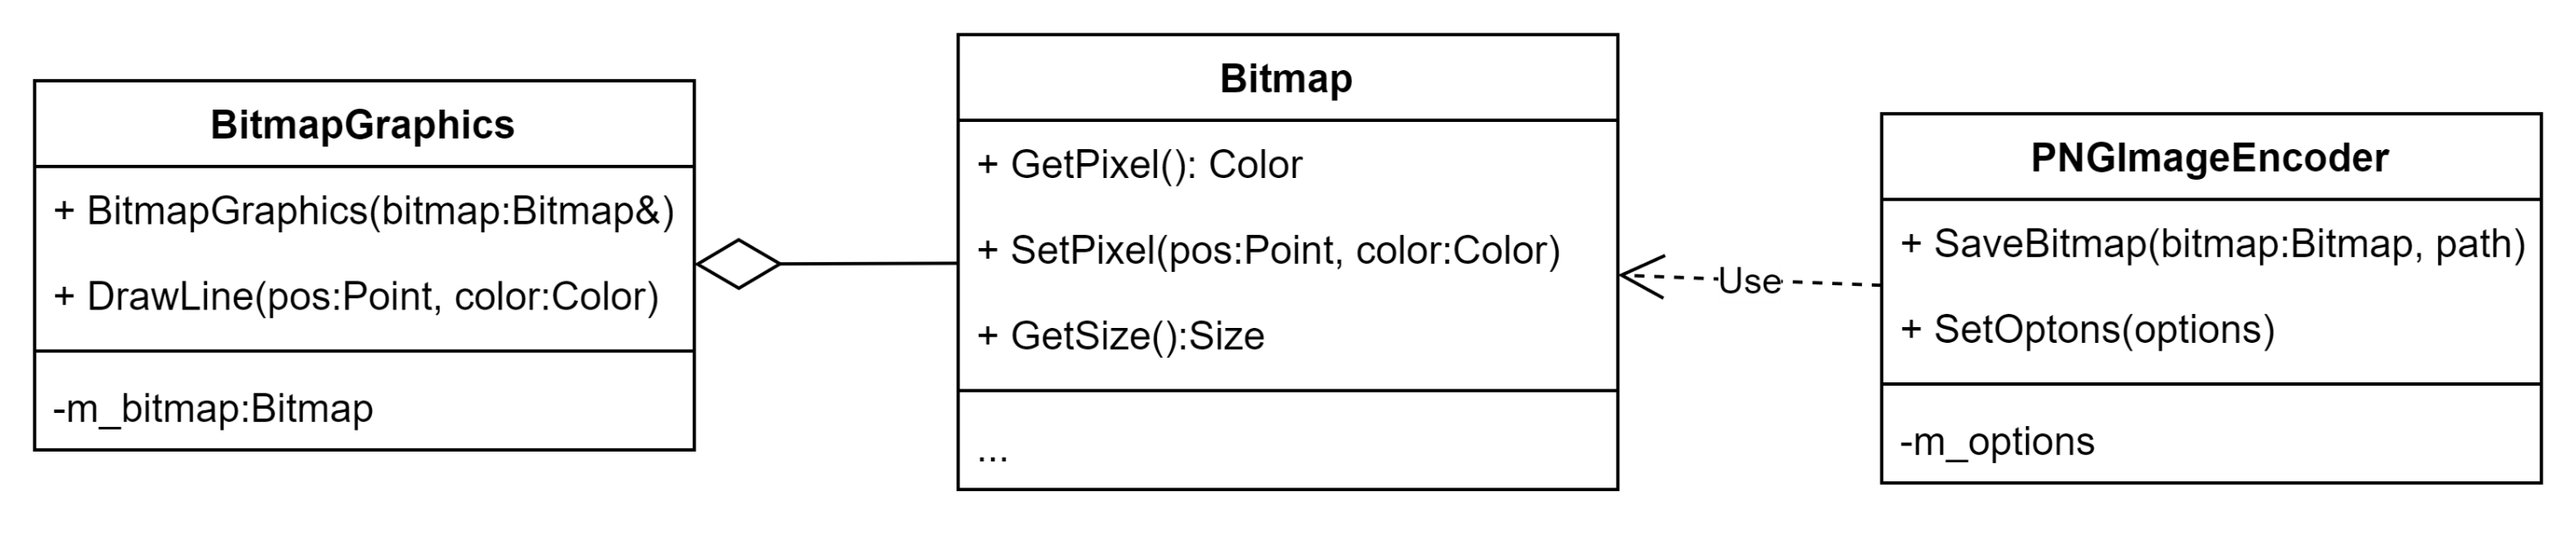 BitmapGraphics
+ BitmapGraphics(bitmap:Bitmap&)
+ DrawLine(pos:Point, color:Color)
-m_bitmap:Bitmap
Bitmap
+ GetPixel(): Color
+ SetPixel(pos:Point, color:Color)
+ GetSize():Size
...
Use
PNGImageEncoder
+ SaveBitmap(bitmap:Bitmap, path)
+ SetOptons(options)
-m_options